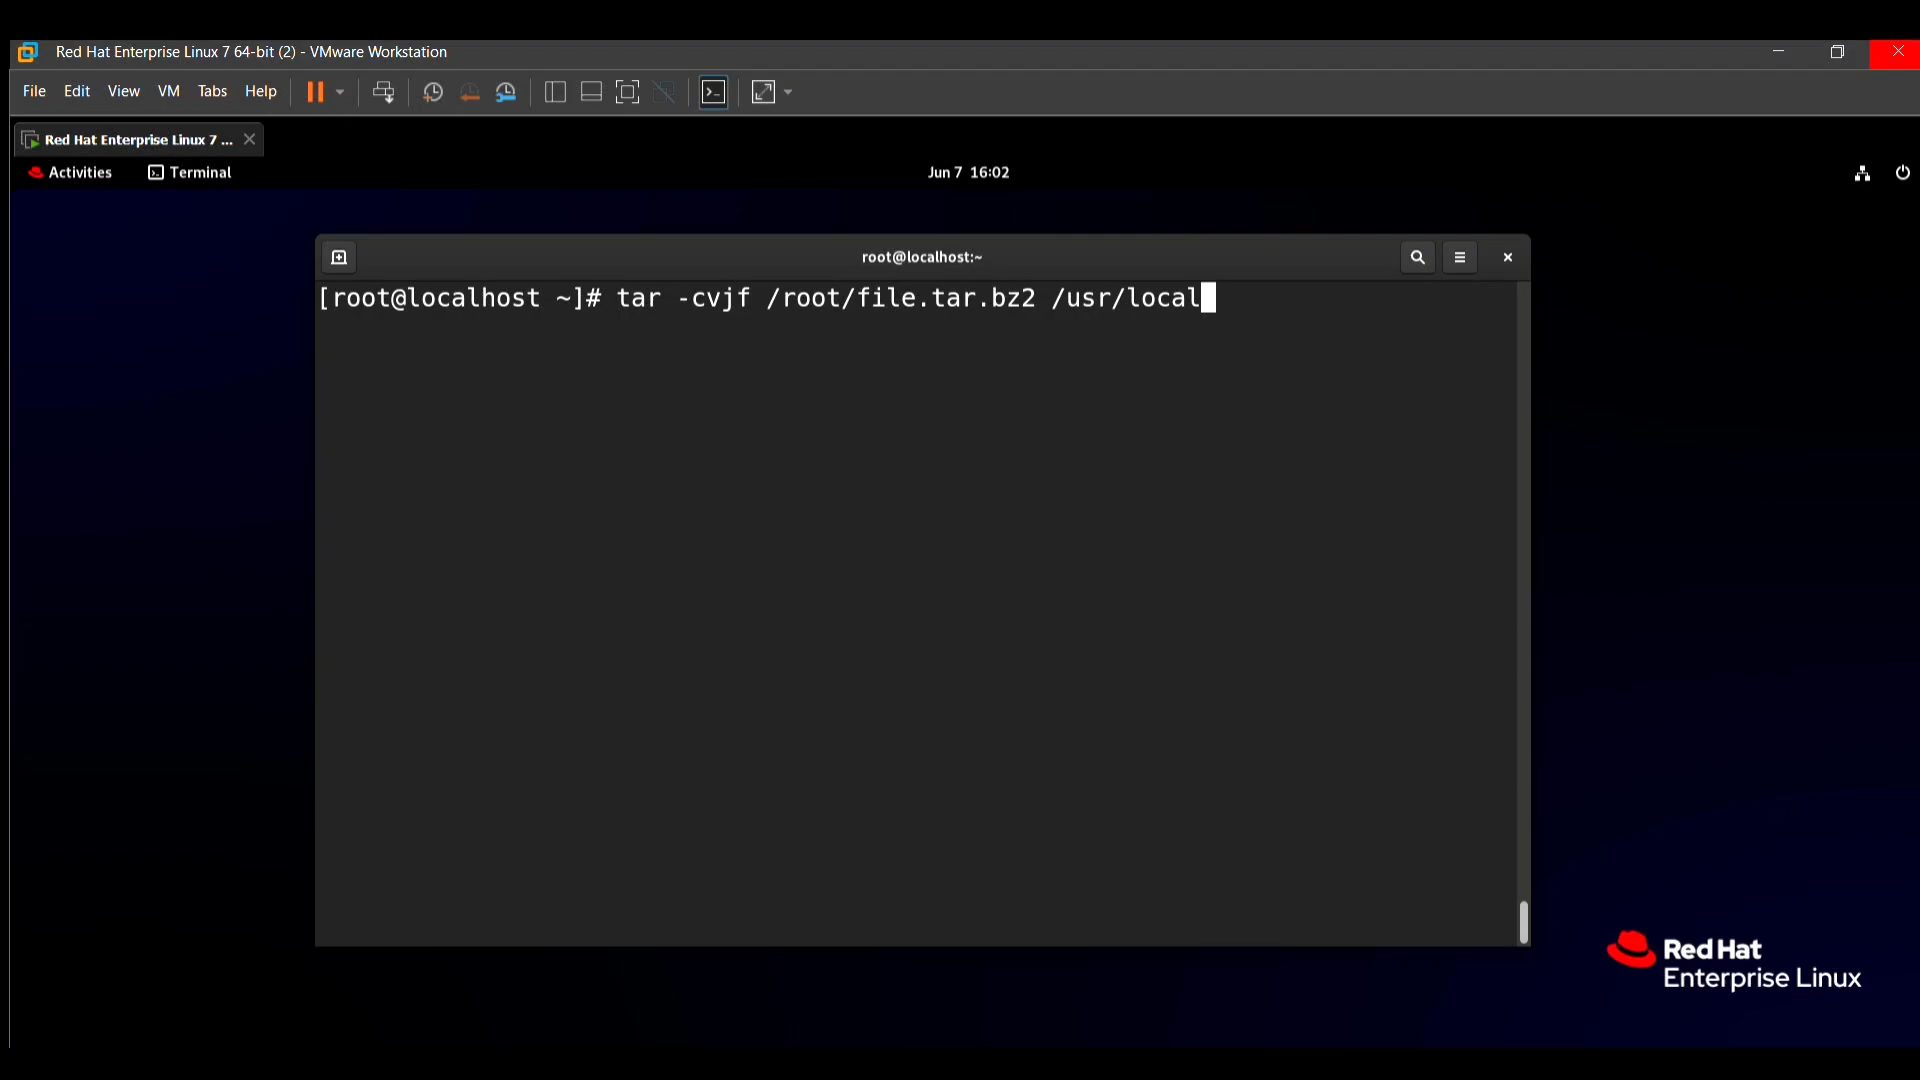 Red Hat Enterprise Linux 7 64-bit (2) - VMware Workstation
File Edit View VM Tabs Help
Red Hat Enterprise Linux 7 ...
Activities Terminal Jun 7 16:02
root@localhost:~
[root@localhost ~]# tar -cvjf /root/file.tar.bz2 /usr/local
Red Hat
Enterprise Linux